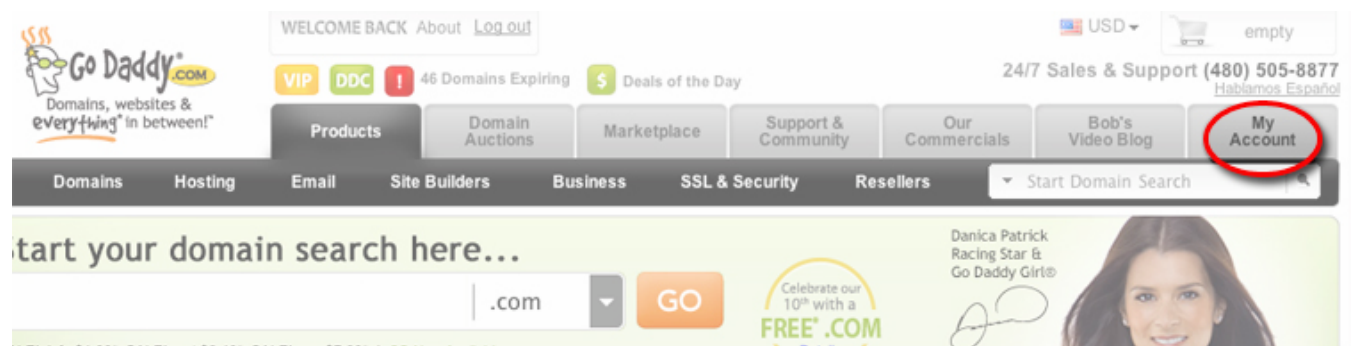 WELCOME BACK About Log out
USD
empty
Go Daddy.COM
Domains, websites &
everything* in between!™
VIP DDC ! 46 Domains Expiring $ Deals of the Day
24/7 Sales & Support (480) 505-8877
Hablamos Español
Products
Domain
Auctions
Marketplace
Support &
Community
Our
Commercials
Bob's
Video Blog
My
Account
Domains Hosting Email Site Builders Business SSL & Security Resellers Start Domain Search
tart your domain search here...
.com GO
Celebrate our
10th with a
FREE* .COM
Danica Patrick
Racing Star &
Go Daddy Girl®